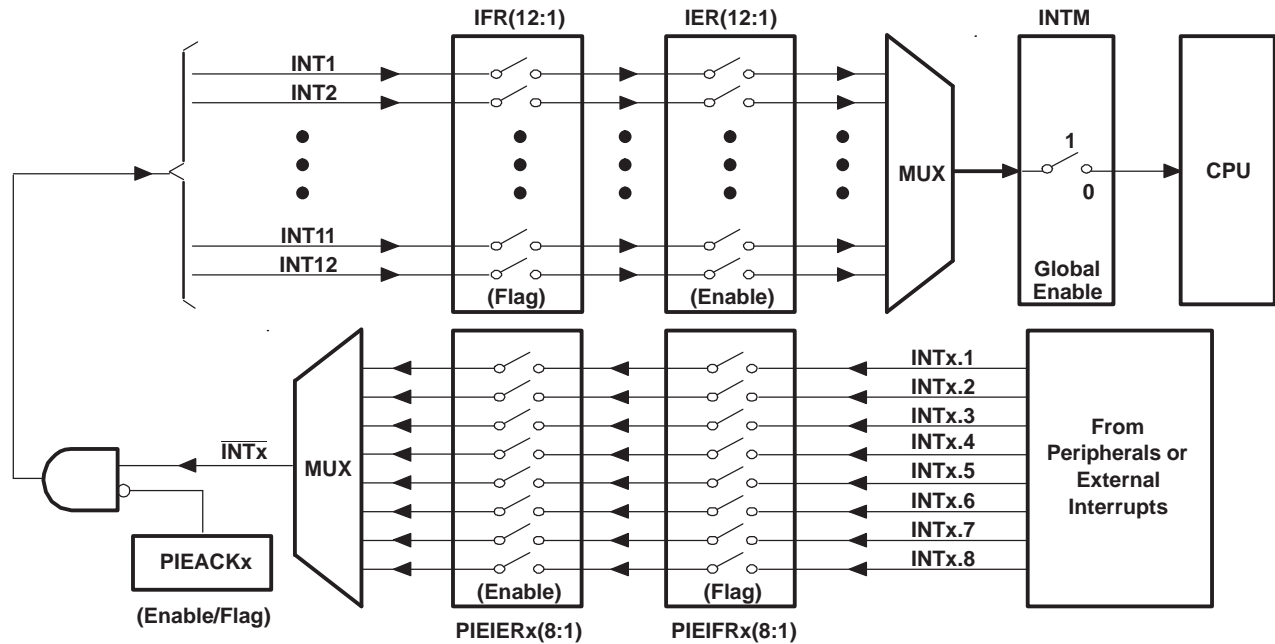 IFR(12:1)
IER(12:1)
INTM
INT1
INT2
INT11
INT12
(Flag)
(Enable)
MUX
1
0
Global
Enable
CPU
INTx.1
INTx.2
INTx.3
INTx.4
INTx.5
INTx.6
INTx.7
INTx.8
From
Peripherals or
External
Interrupts
INTx
MUX
PIEACKx
(Enable/Flag)
(Enable)
(Flag)
PIEIERx(8:1)
PIEIFRx(8:1)